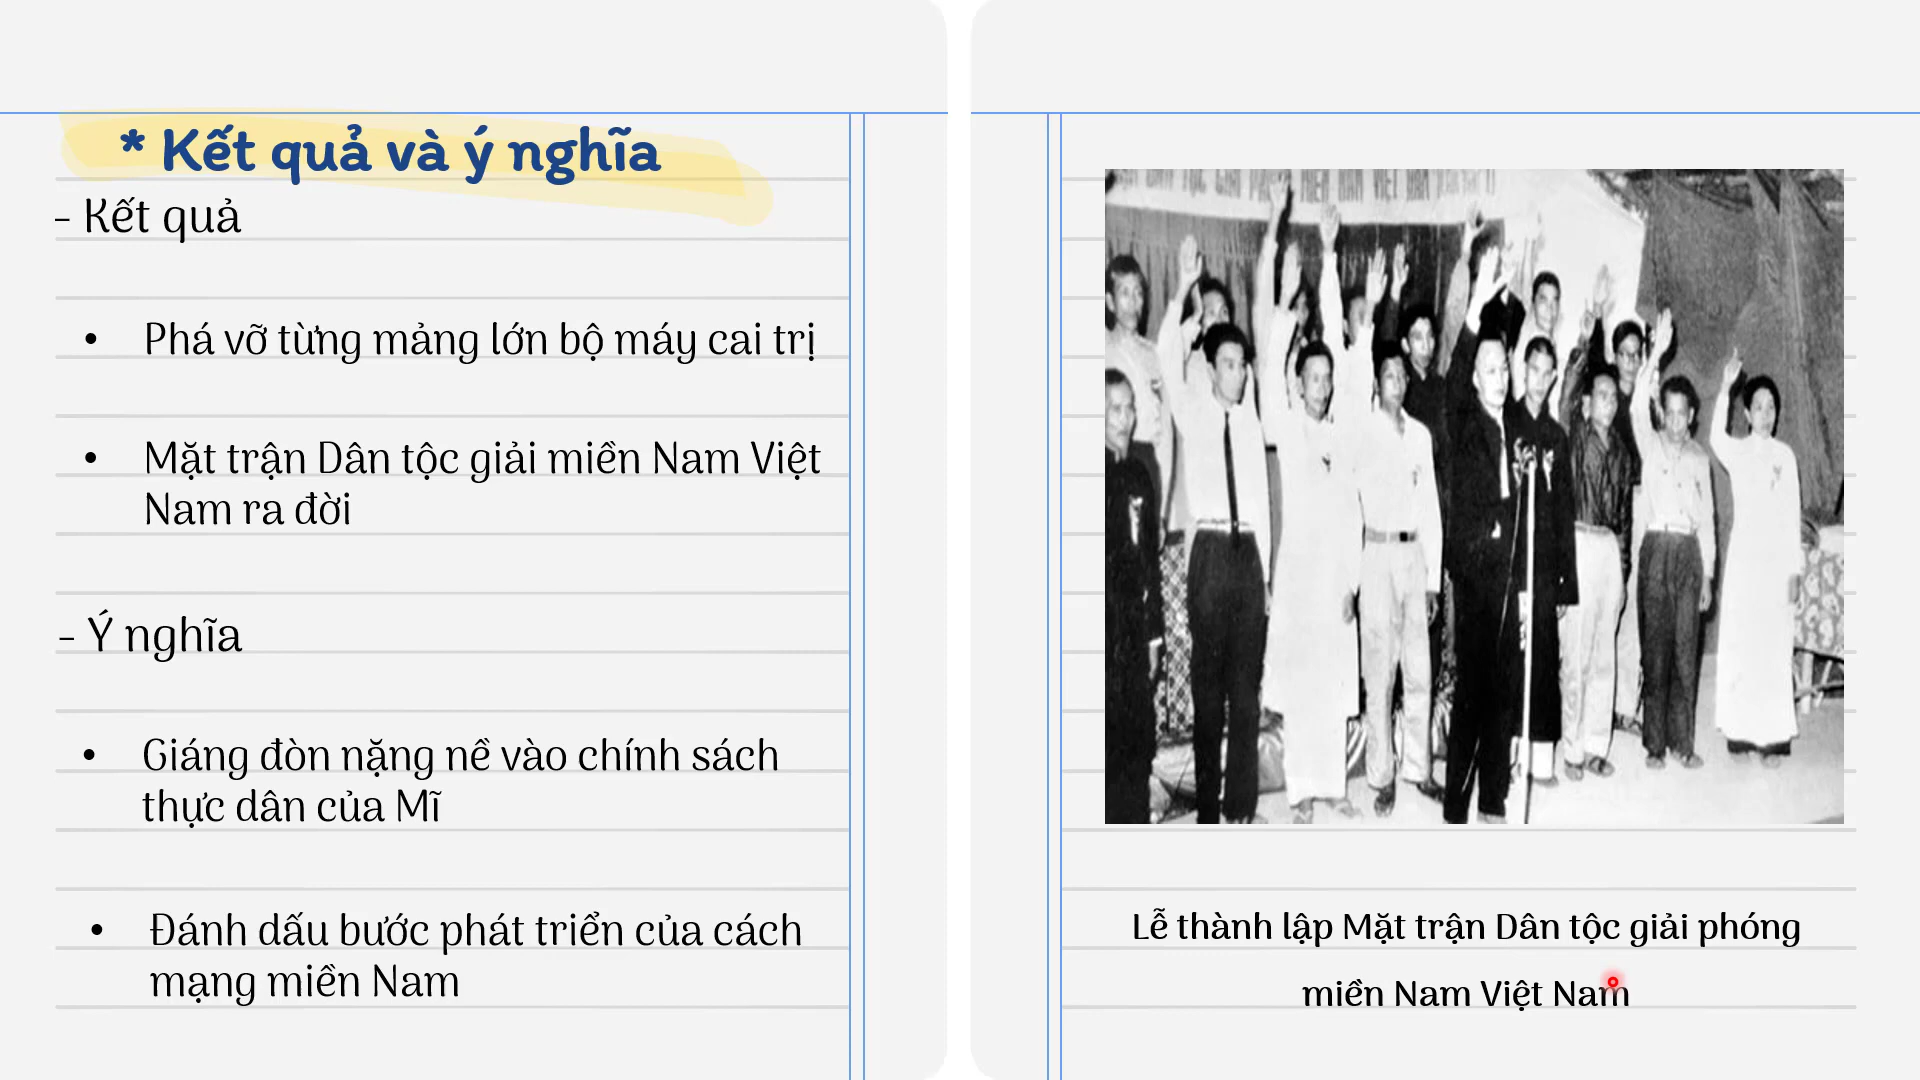 * Kết quả và ý nghĩa
- Kết quả
• Phá vỡ từng mảng lớn bộ máy cai trị
• Mặt trận Dân tộc giải miền Nam Việt
Nam ra đời
- Ý nghĩa
• Giáng đòn nặng nề vào chính sách
thực dân của Mĩ
• Đánh dấu bước phát triển của cách
mạng miền Nam
Lễ thành lập Mặt trận Dân tộc giải phóng
miền Nam Việt Nam